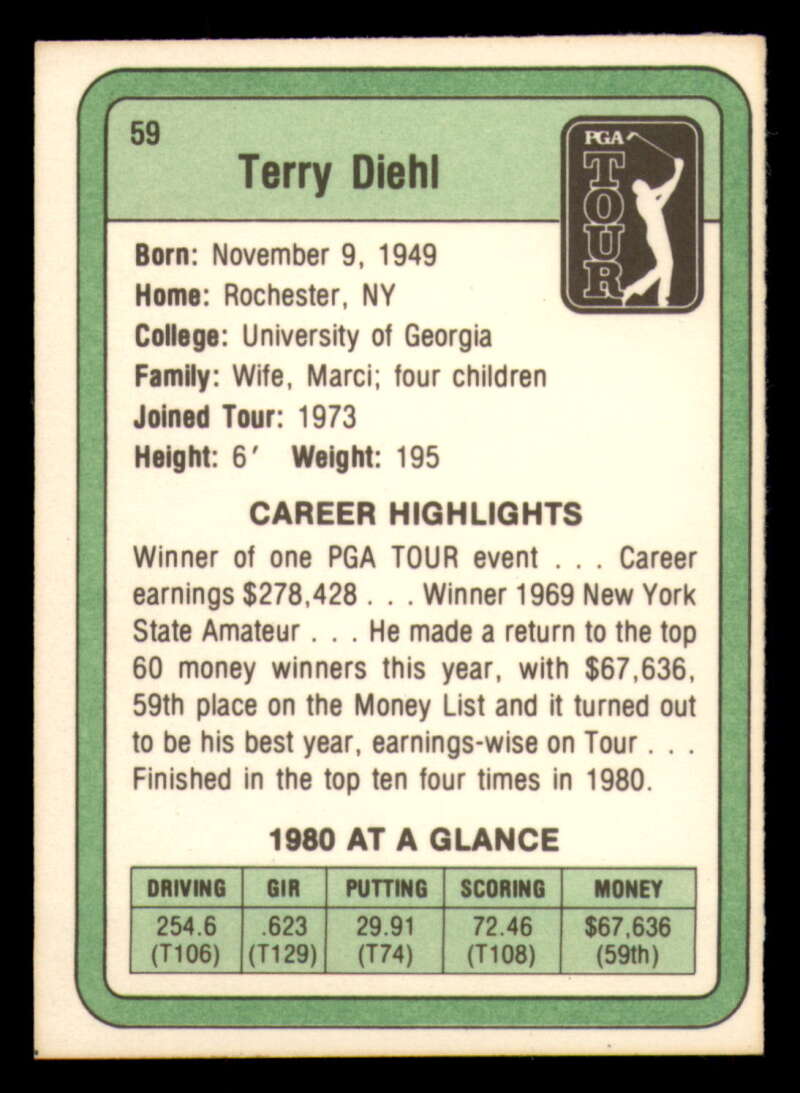 59
Terry Diehl
PGA
TOUR
Born: November 9, 1949
Home: Rochester, NY
College: University of Georgia
Family: Wife, Marci; four children
Joined Tour: 1973
Height: 6′ Weight: 195
CAREER HIGHLIGHTS
Winner of one PGA TOUR event . . . Career
earnings $278,428 . . . Winner 1969 New York
State Amateur . . . He made a return to the top
60 money winners this year, with $67,636,
59th place on the Money List and it turned out
to be his best year, earnings-wise on Tour . . .
Finished in the top ten four times in 1980.
1980 AT A GLANCE
DRIVING GIR PUTTING SCORING MONEY
254.6 .623 29.91 72.46 $67,636
(T106) (T129) (T74) (T108) (59th)